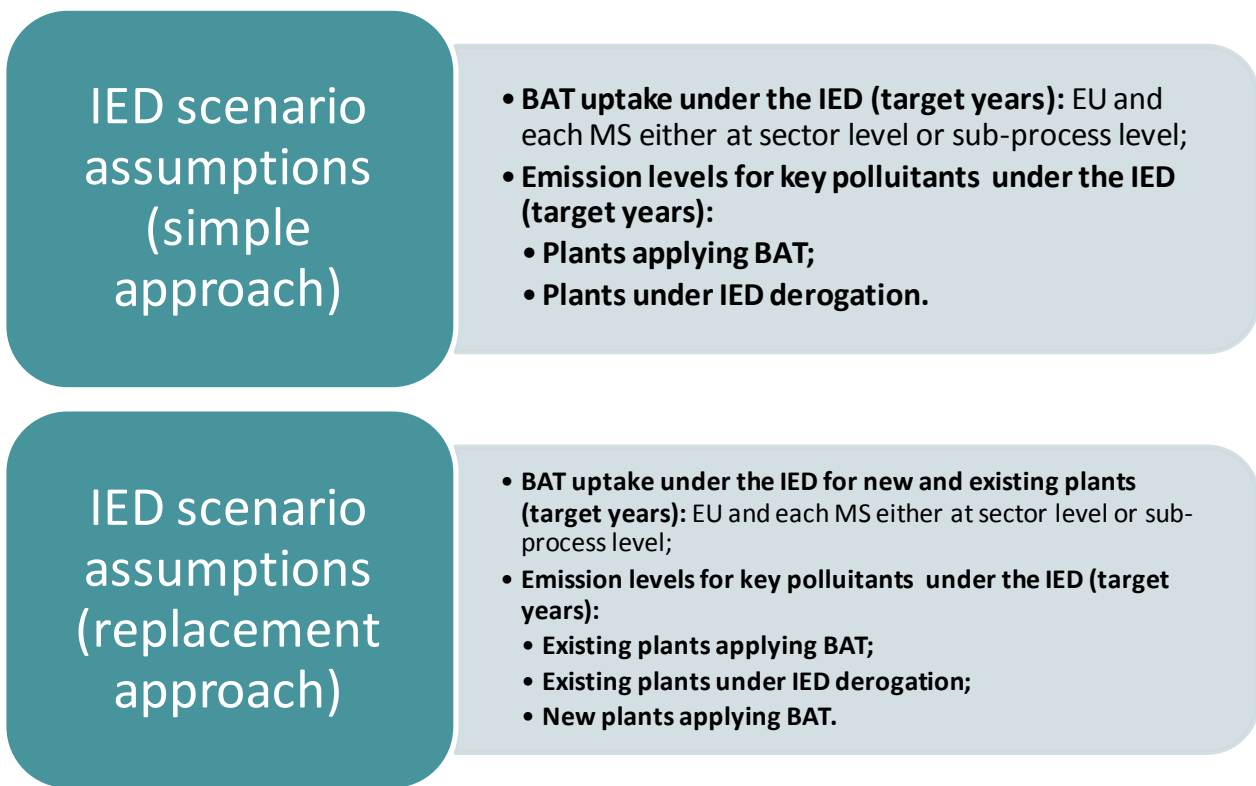 IED scenario
assumptions
(simple
approach)
• BAT uptake under the IED (target years): EU and
each MS either at sector level or sub-process level;
• Emission levels for key polluitants under the IED
(target years):
• Plants applying BAT;
• Plants under IED derogation.
IED scenario
assumptions
(replacement
approach)
• BAT uptake under the IED for new and existing plants
(target years): EU and each MS either at sector level or sub-
process level;
• Emission levels for key polluitants under the IED (target
years):
• Existing plants applying BAT;
• Existing plants under IED derogation;
• New plants applying BAT.